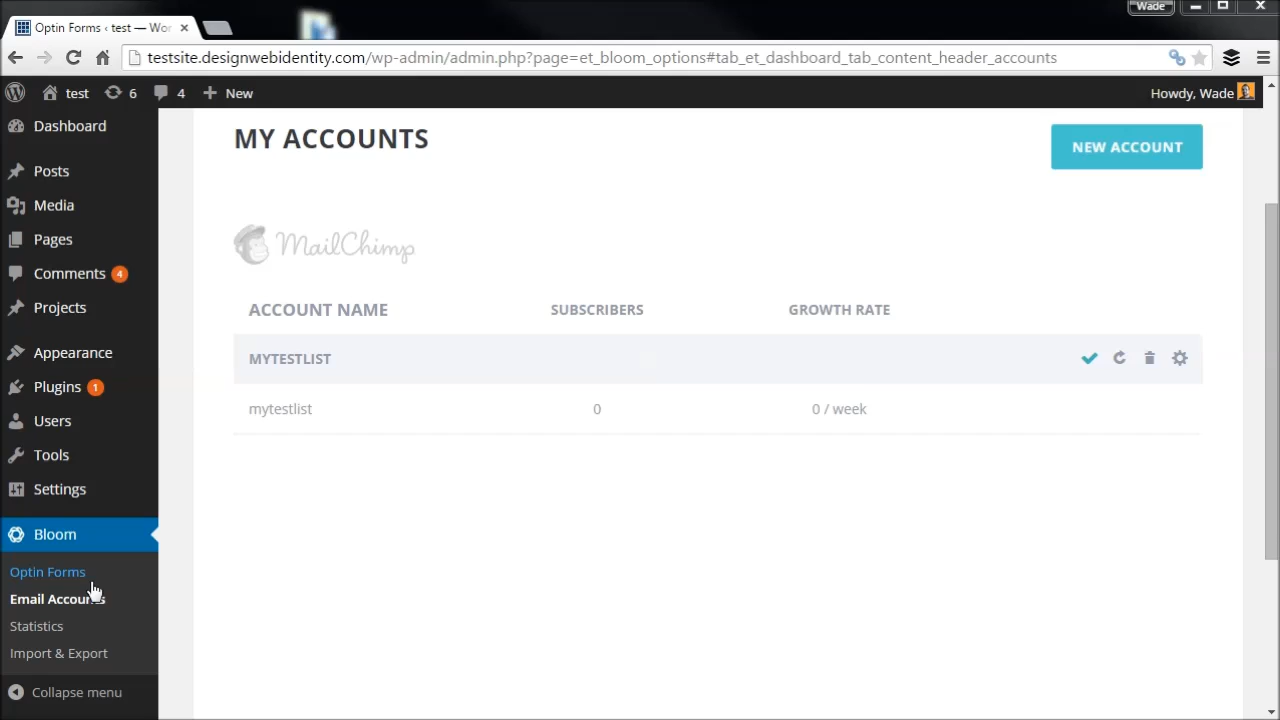 Wade
Optin Forms ‹ test — Wor
testsite.designwebidentity.com/wp-admin/admin.php?page=et_bloom_options#tab_et_dashboard_tab_content_header_accounts
test 6 4 New Howdy, Wade
Dashboard
Posts
Media
Pages
Comments 4
Projects
Appearance
Plugins 1
Users
Tools
Settings
Bloom
Optin Forms
Email Accounts
Statistics
Import & Export
Collapse menu
MY ACCOUNTS
NEW ACCOUNT
MailChimp
ACCOUNT NAME SUBSCRIBERS GROWTH RATE
MYTESTLIST
mytestlist 0 0 / week